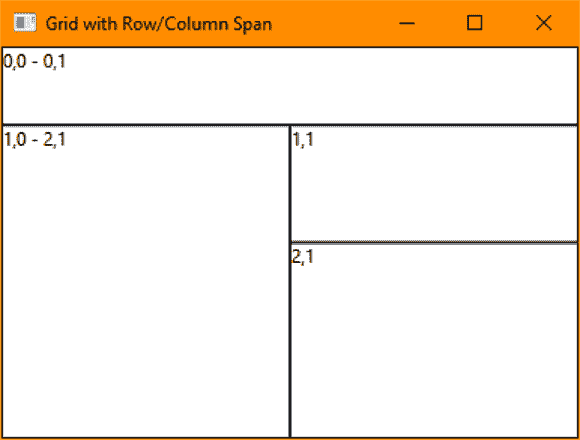 Grid with Row/Column Span
0,0 - 0,1
1,0 - 2,1
1,1
2,1